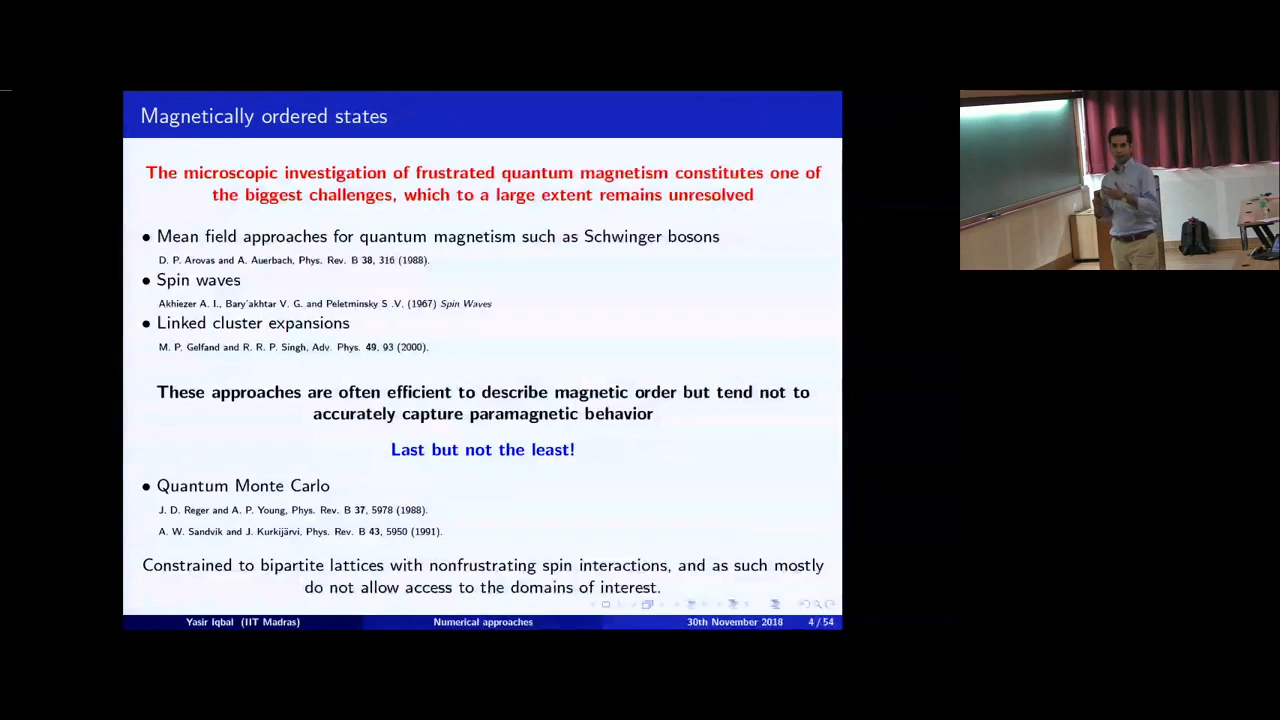 Magnetically ordered states
The microscopic investigation of frustrated quantum magnetism constitutes one of
the biggest challenges, which to a large extent remains unresolved
• Mean field approaches for quantum magnetism such as Schwinger bosons
D. P. Arovas and A. Auerbach, Phys. Rev. B 38, 316 (1988).
• Spin waves
Akhiezer A. I., Bary'akhtar V. G. and Peletminsky S .V. (1967) Spin Waves
• Linked cluster expansions
M. P. Gelfand and R. R. P. Singh, Adv. Phys. 49, 93 (2000).
These approaches are often efficient to describe magnetic order but tend not to
accurately capture paramagnetic behavior
Last but not the least!
• Quantum Monte Carlo
J. D. Reger and A. P. Young, Phys. Rev. B 37, 5978 (1988).
A. W. Sandvik and J. Kurkijärvi, Phys. Rev. B 43, 5950 (1991).
Constrained to bipartite lattices with nonfrustrating spin interactions, and as such mostly
do not allow access to the domains of interest.
Yasir Iqbal (IIT Madras) Numerical approaches 30th November 2018 4 / 54